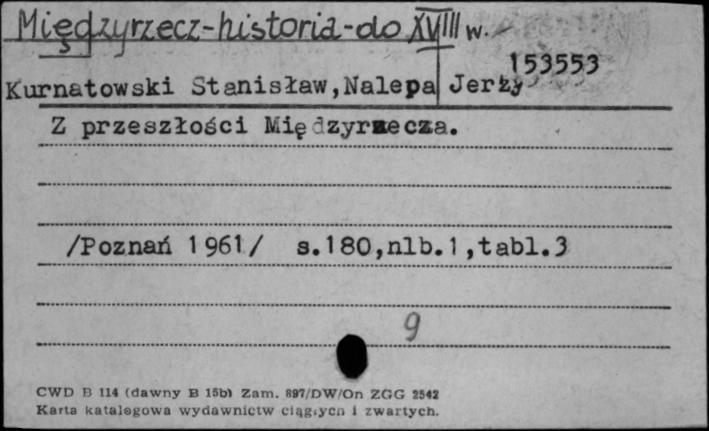 Międzyrzecz-historia-do XVIII w.
153553
Kurnatowski Stanisław,Nalepa Jerzy
Z przeszłości Międzyrzecza.
/Poznań 1961/ s.180,nlb.1,tabl.3
9
CWD B 114 (dawny B 15b) Zam. 897/DW/On ZGG 2542
Karta katalogowa wydawnictw ciągłych i zwartych.